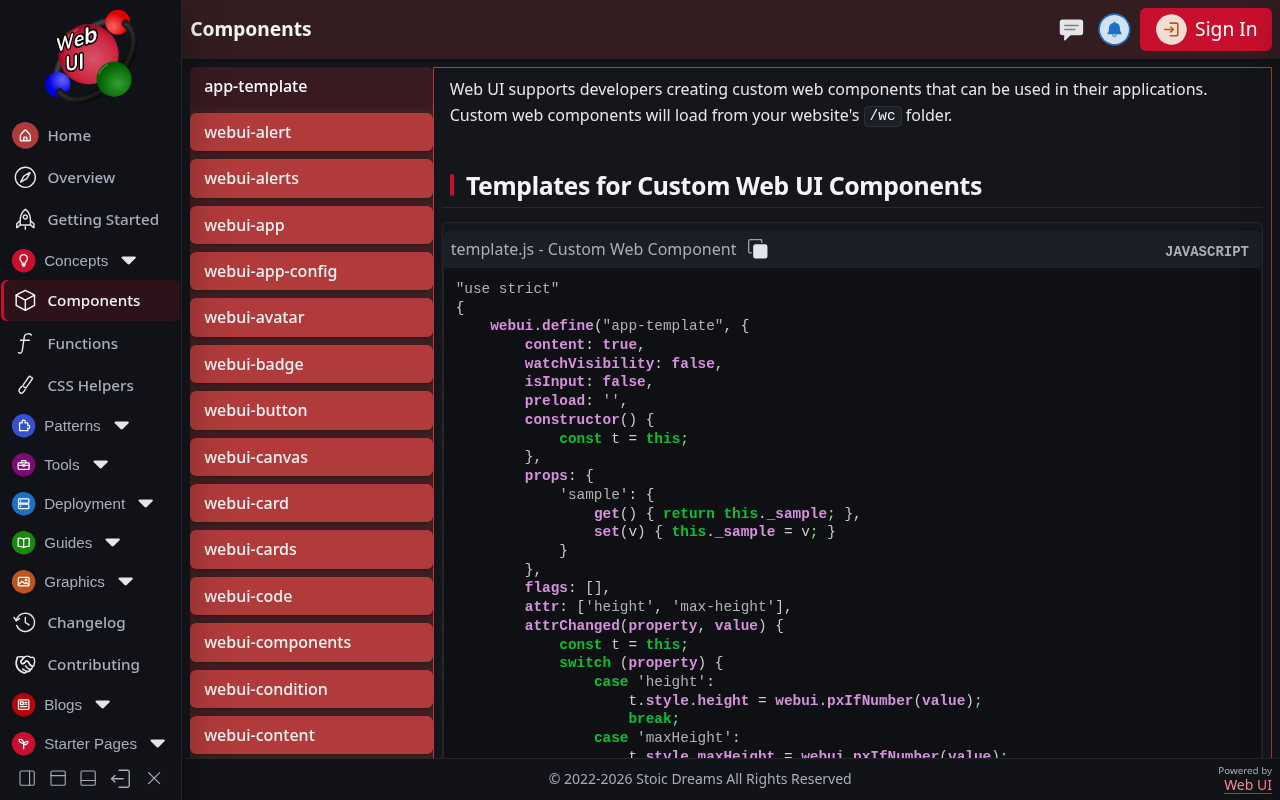 Web
UI
Home
Overview
Getting Started
Concepts
Components
Functions
CSS Helpers
Patterns
Tools
Deployment
Guides
Graphics
Changelog
Contributing
Blogs
Starter Pages
Components
Sign In
app-template
webui-alert
webui-alerts
webui-app
webui-app-config
webui-avatar
webui-badge
webui-button
webui-canvas
webui-card
webui-cards
webui-code
webui-components
webui-condition
webui-content
Web UI supports developers creating custom web components that can be used in their applications.
Custom web components will load from your website's /wc folder.
Templates for Custom Web UI Components
template.js - Custom Web Component
JAVASCRIPT
"use strict"
{
    webui.define("app-template", {
        content: true,
        watchVisibility: false,
        isInput: false,
        preload: '',
        constructor() {
            const t = this;
        },
        props: {
            'sample': {
                get() { return this._sample; },
                set(v) { this._sample = v; }
            }
        },
        flags: [],
        attr: ['height', 'max-height'],
        attrChanged(property, value) {
            const t = this;
            switch (property) {
                case 'height':
                    t.style.height = webui.pxIfNumber(value);
                    break;
                case 'maxHeight':
                    t.style.maxHeight = webui.pxIfNumber(value);
© 2022-2026 Stoic Dreams All Rights Reserved
Powered by
Web UI